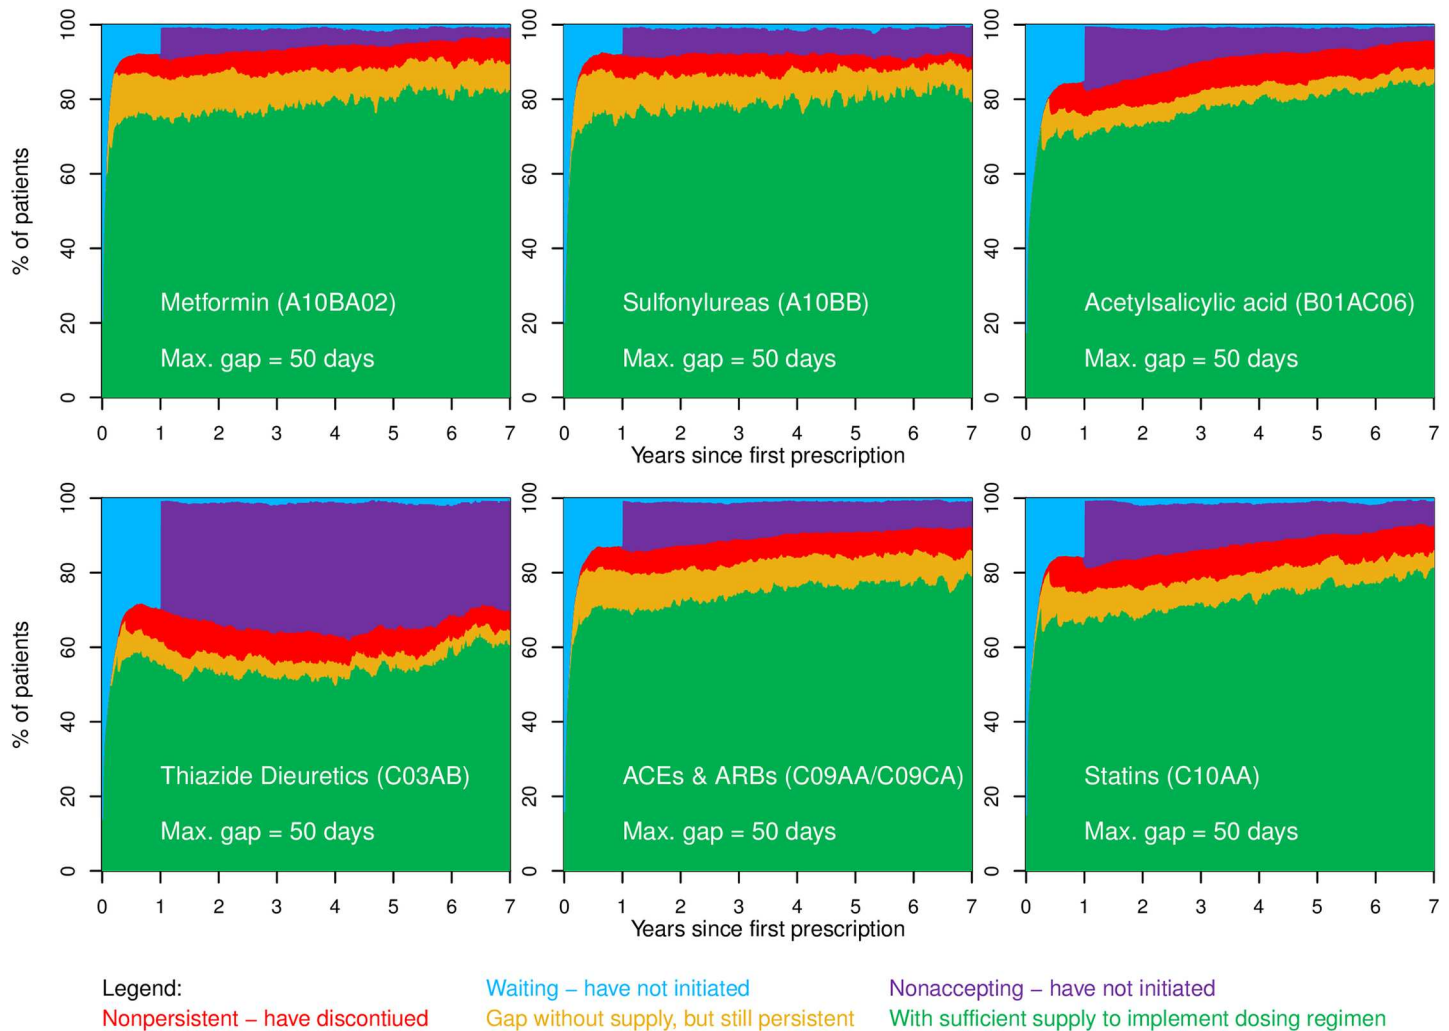 100
80
60
40
20
0
% of patients
Metformin (A10BA02)
Max. gap = 50 days
0 1 2 3 4 5 6 7
100
80
60
40
20
0
Sulfonylureas (A10BB)
Max. gap = 50 days
0 1 2 3 4 5 6 7
Years since first prescription
100
80
60
40
20
0
Acetylsalicylic acid (B01AC06)
Max. gap = 50 days
0 1 2 3 4 5 6 7
100
80
60
40
20
0
% of patients
Thiazide Dieuretics (C03AB)
Max. gap = 50 days
0 1 2 3 4 5 6 7
100
80
60
40
20
0
ACEs & ARBs (C09AA/C09CA)
Max. gap = 50 days
0 1 2 3 4 5 6 7
Years since first prescription
100
80
60
40
20
0
Statins (C10AA)
Max. gap = 50 days
0 1 2 3 4 5 6 7
Legend:
Waiting – have not initiated
Nonaccepting – have not initiated
Nonpersistent – have discontiued
Gap without supply, but still persistent
With sufficient supply to implement dosing regimen